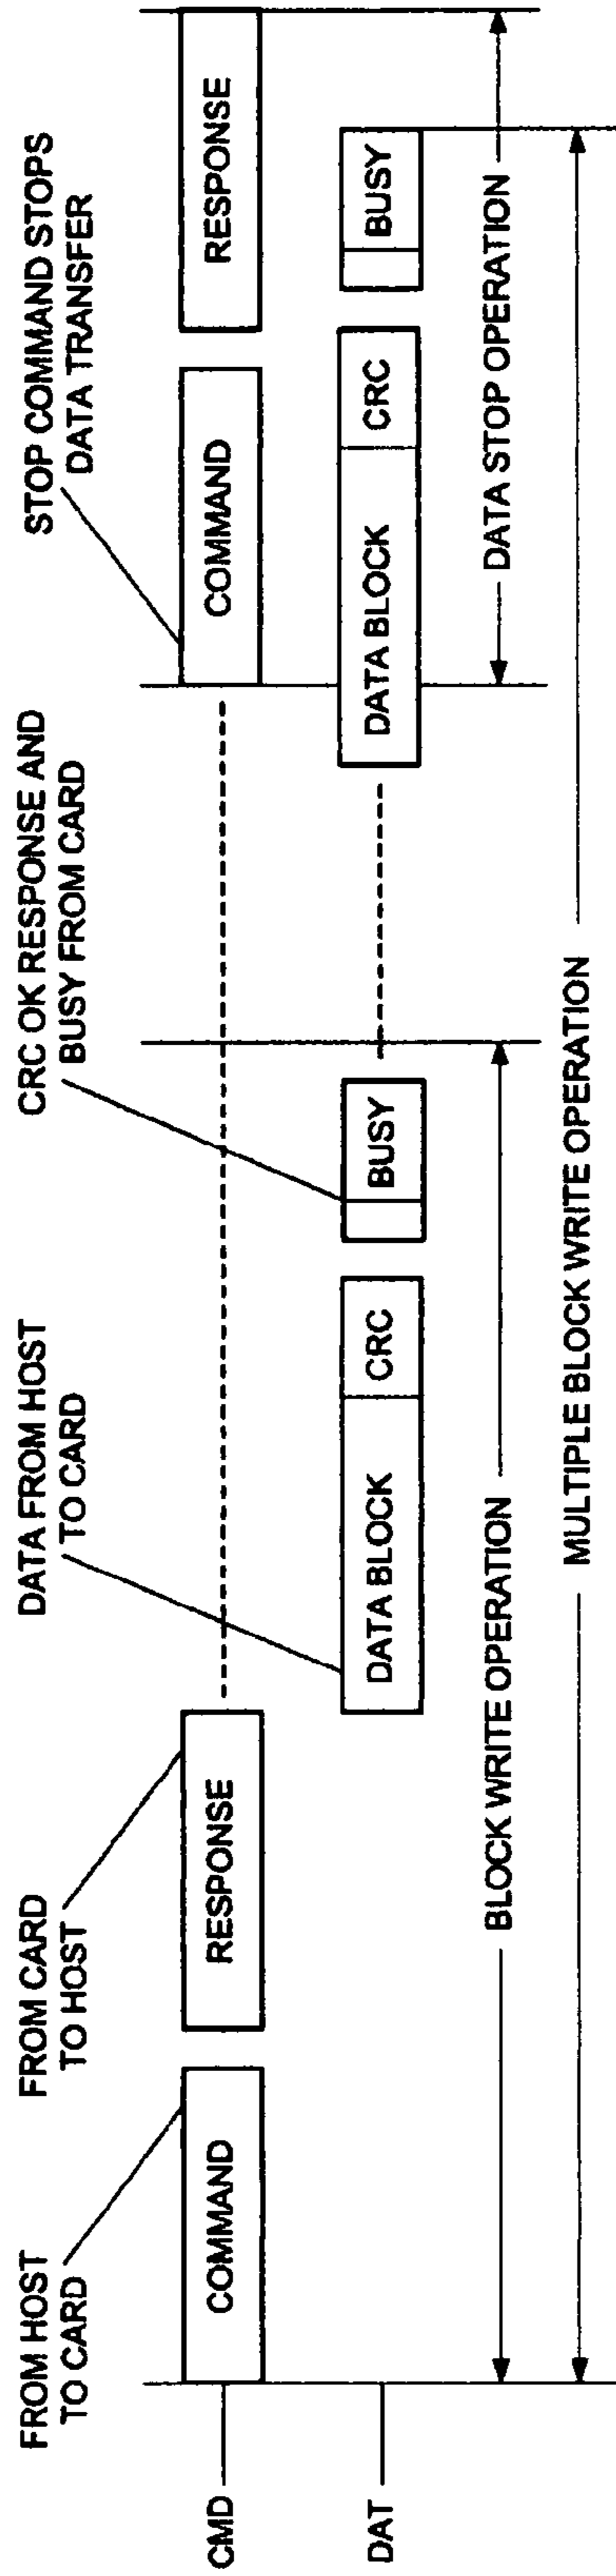 FROM HOST
TO CARD
FROM CARD
TO HOST
DATA FROM HOST
TO CARD
CRC OK RESPONSE AND
BUSY FROM CARD
STOP COMMAND STOPS
DATA TRANSFER
CMD
COMMAND
RESPONSE
COMMAND
RESPONSE
DAT
DATA BLOCK
CRC
BUSY
DATA BLOCK
CRC
BUSY
BLOCK WRITE OPERATION
DATA STOP OPERATION
MULTIPLE BLOCK WRITE OPERATION